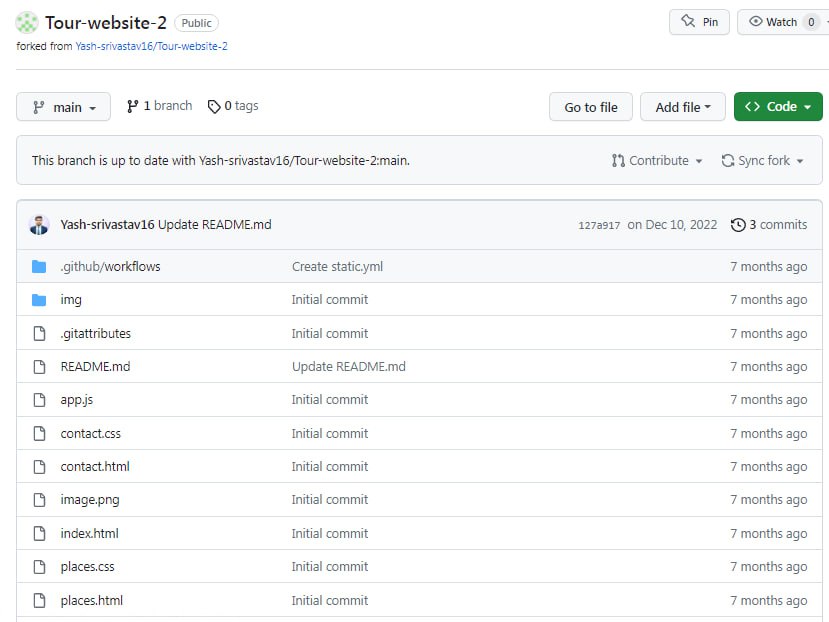 Tour-website-2 Public Pin Watch 0
forked from Yash-srivastav16/Tour-website-2
main 1 branch 0 tags Go to file Add file Code
This branch is up to date with Yash-srivastav16/Tour-website-2:main. Contribute Sync fork
Yash-srivastav16 Update README.md 127a917 on Dec 10, 2022 3 commits
.github/workflows Create static.yml 7 months ago
img Initial commit 7 months ago
.gitattributes Initial commit 7 months ago
README.md Update README.md 7 months ago
app.js Initial commit 7 months ago
contact.css Initial commit 7 months ago
contact.html Initial commit 7 months ago
image.png Initial commit 7 months ago
index.html Initial commit 7 months ago
places.css Initial commit 7 months ago
places.html Initial commit 7 months ago